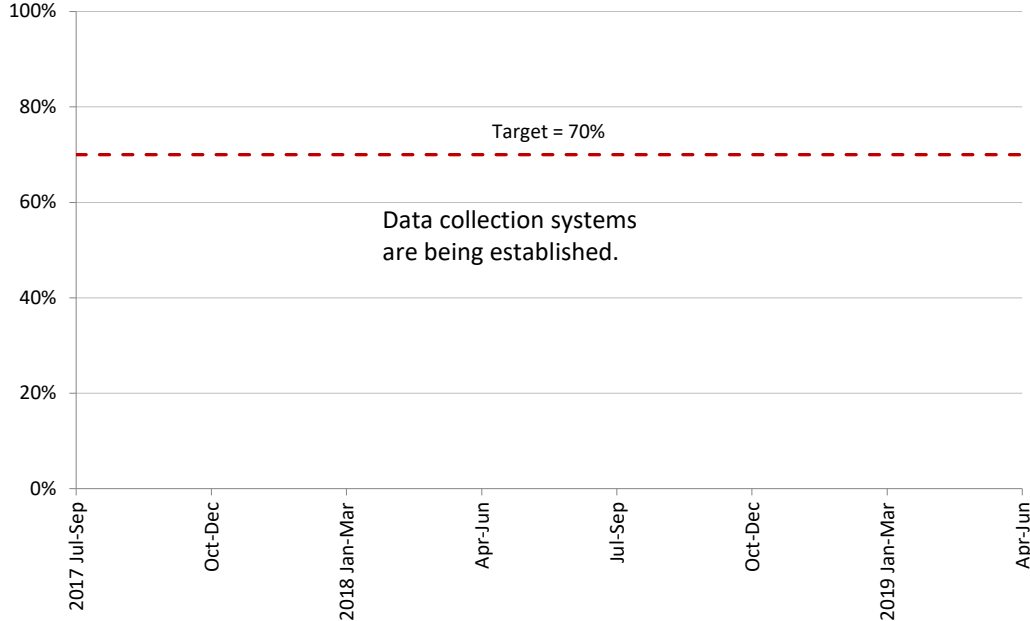 100%
80%
Target = 70%
60%
Data collection systems
are being established.
40%
20%
0%
2017 Jul-Sep
Oct-Dec
2018 Jan-Mar
Apr-Jun
Jul-Sep
Oct-Dec
2019 Jan-Mar
Apr-Jun